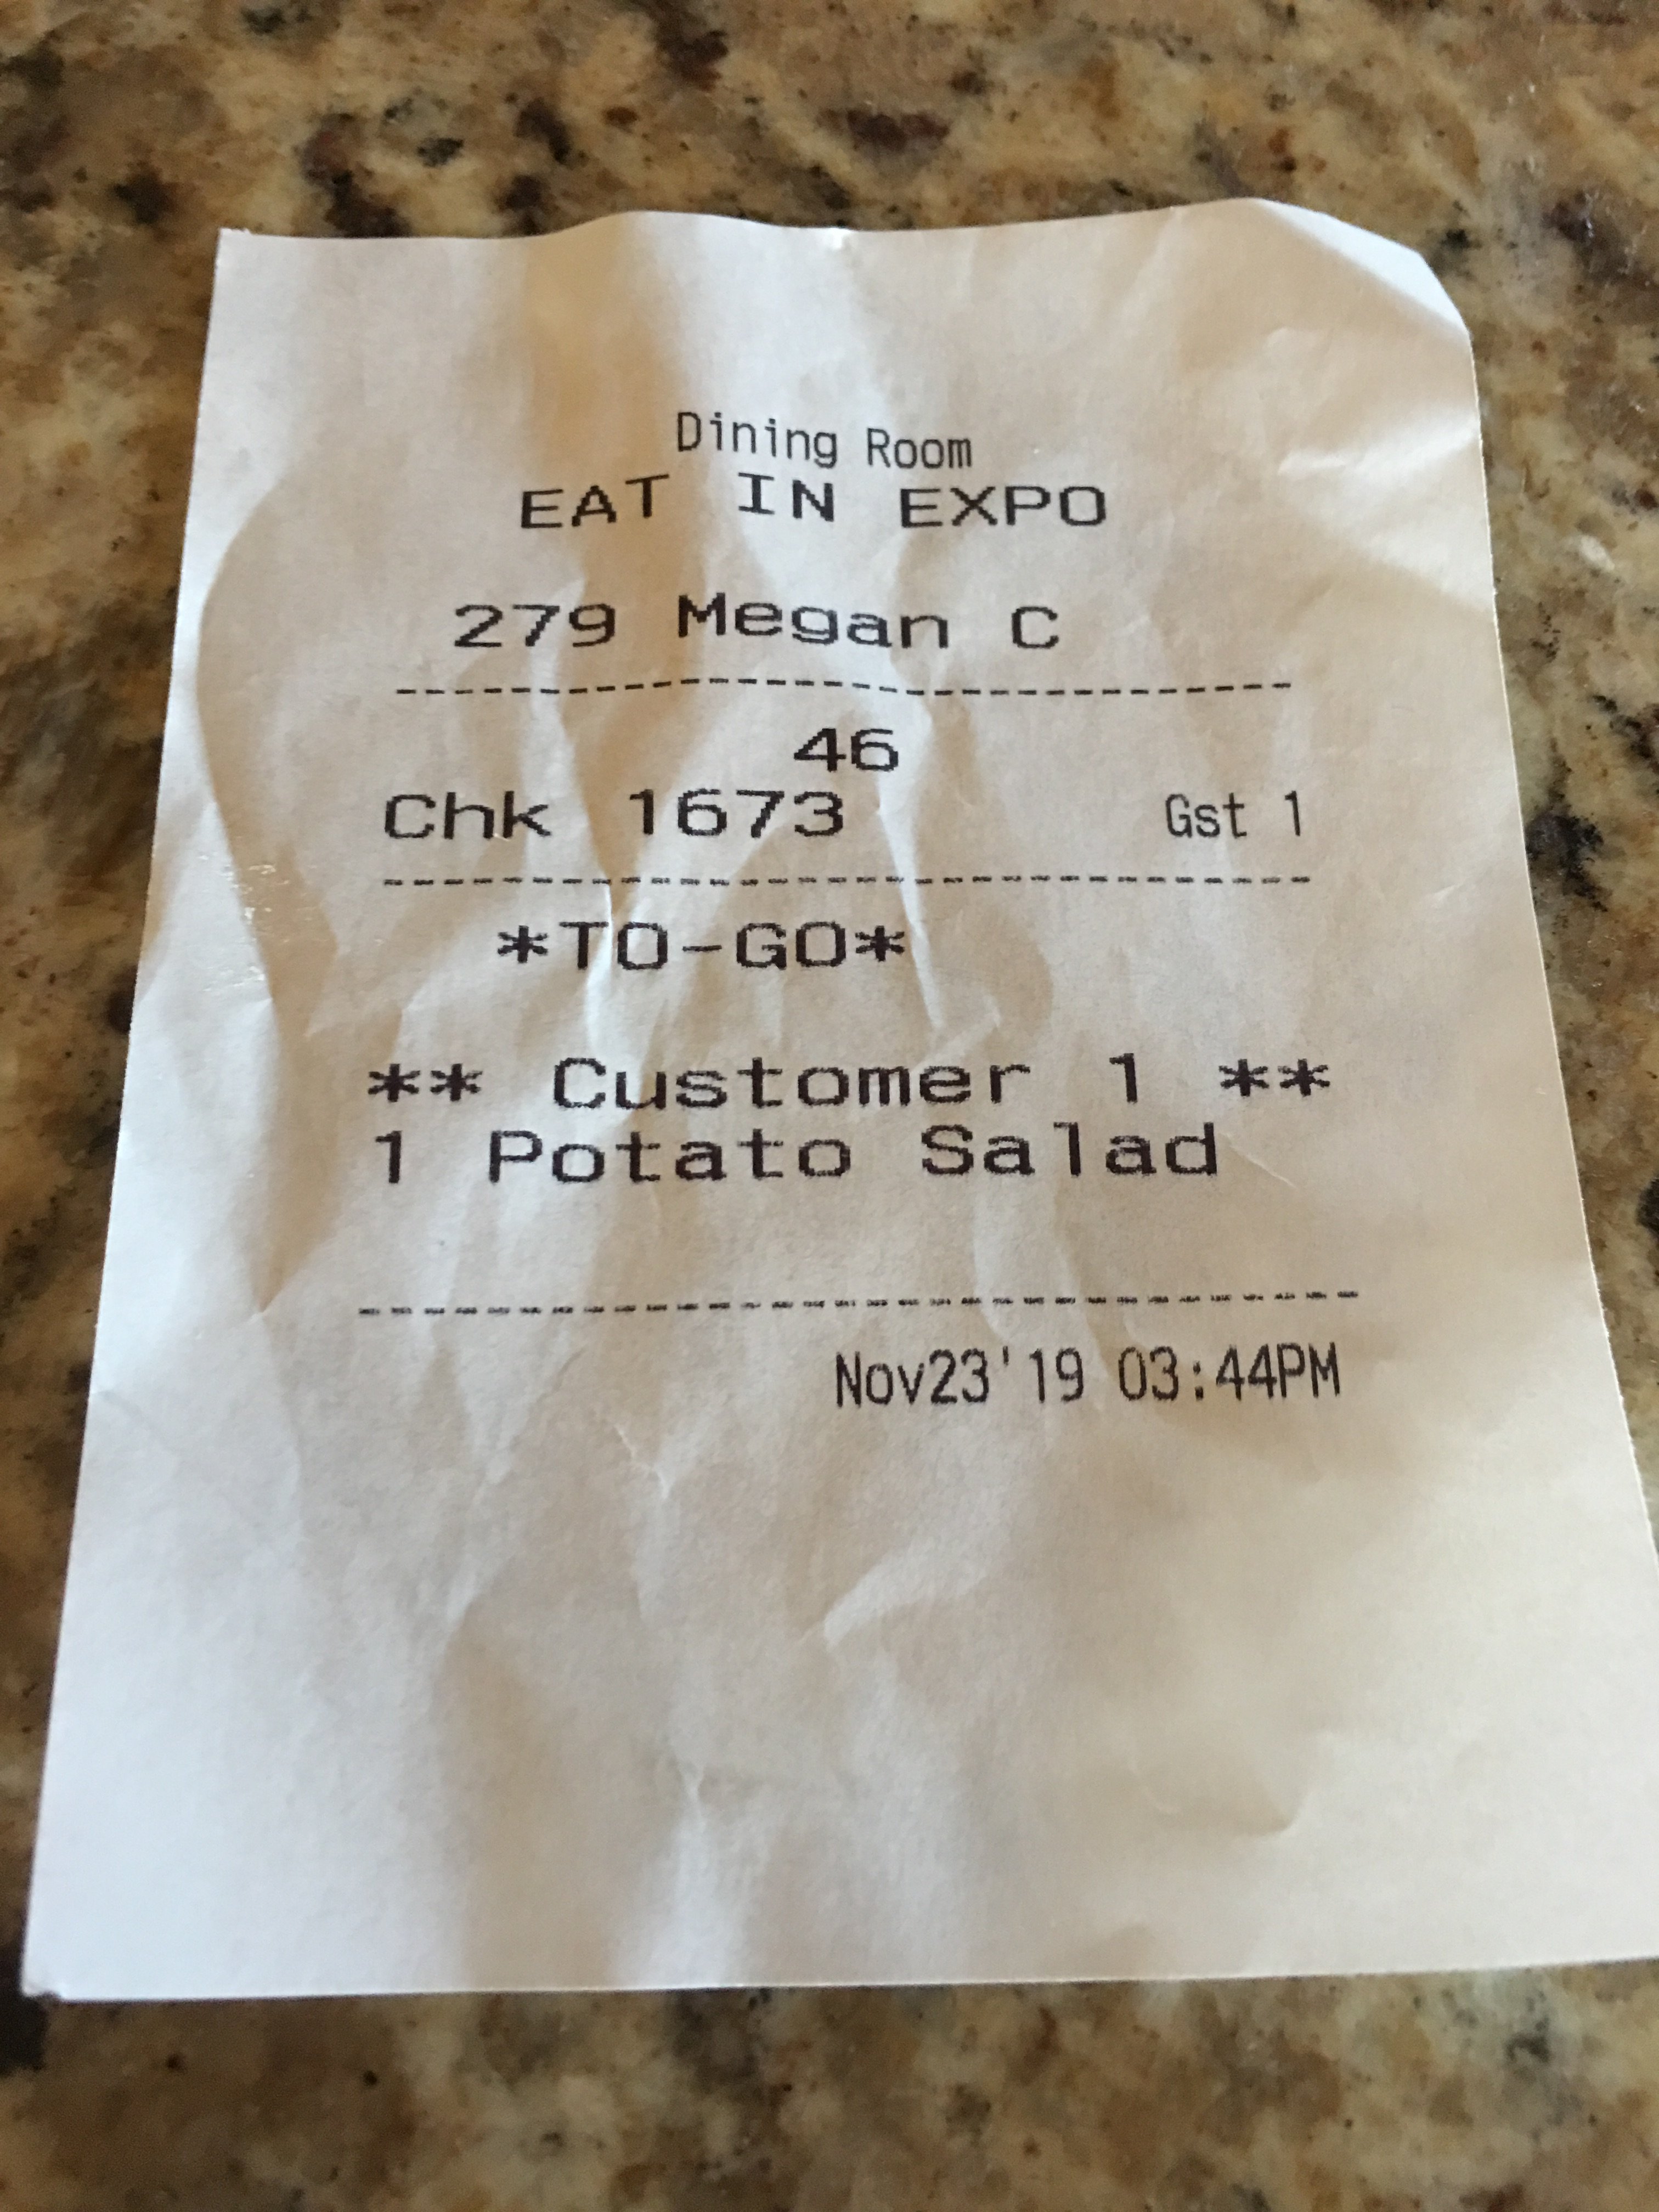 Dining Room
EAT IN EXPO
279 Megan C
--------------------------------
46
Chk 1673 Gst 1
--------------------------------
*TO-GO*
** Customer 1 **
1 Potato Salad
--------------------------------
Nov23'19 03:44PM